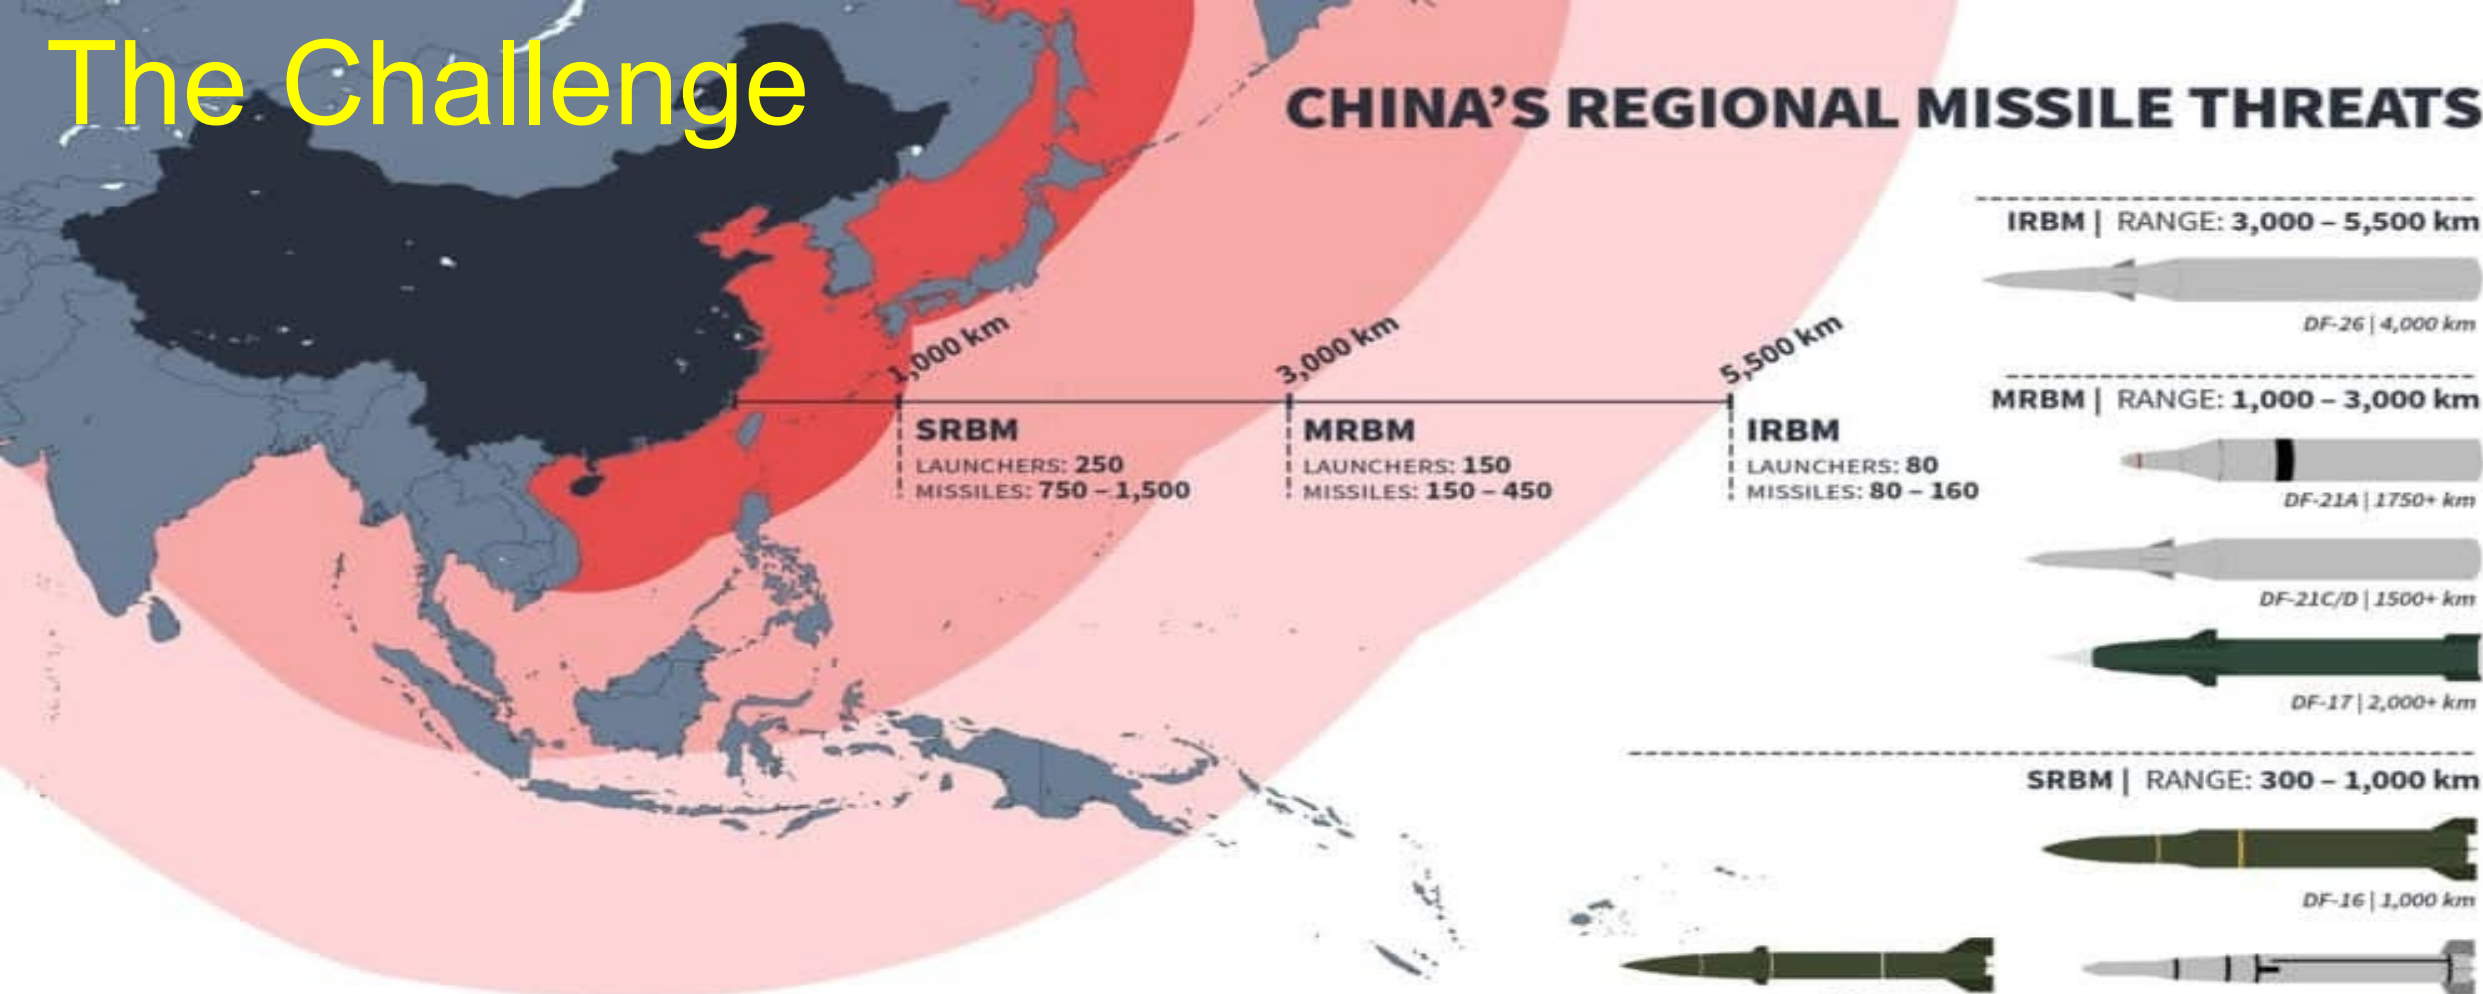 The Challenge
CHINA’S REGIONAL MISSILE THREATS
IRBM | RANGE: 3,000 – 5,500 km
DF-26 | 4,000 km
1,000 km
3,000 km
5,500 km
SRBM
LAUNCHERS: 250
MISSILES: 750 – 1,500
MRBM
LAUNCHERS: 150
MISSILES: 150 – 450
IRBM
LAUNCHERS: 80
MISSILES: 80 – 160
MRBM | RANGE: 1,000 – 3,000 km
DF-21A | 1750+ km
DF-21C/D | 1500+ km
DF-17 | 2,000+ km
SRBM | RANGE: 300 – 1,000 km
DF-16 | 1,000 km